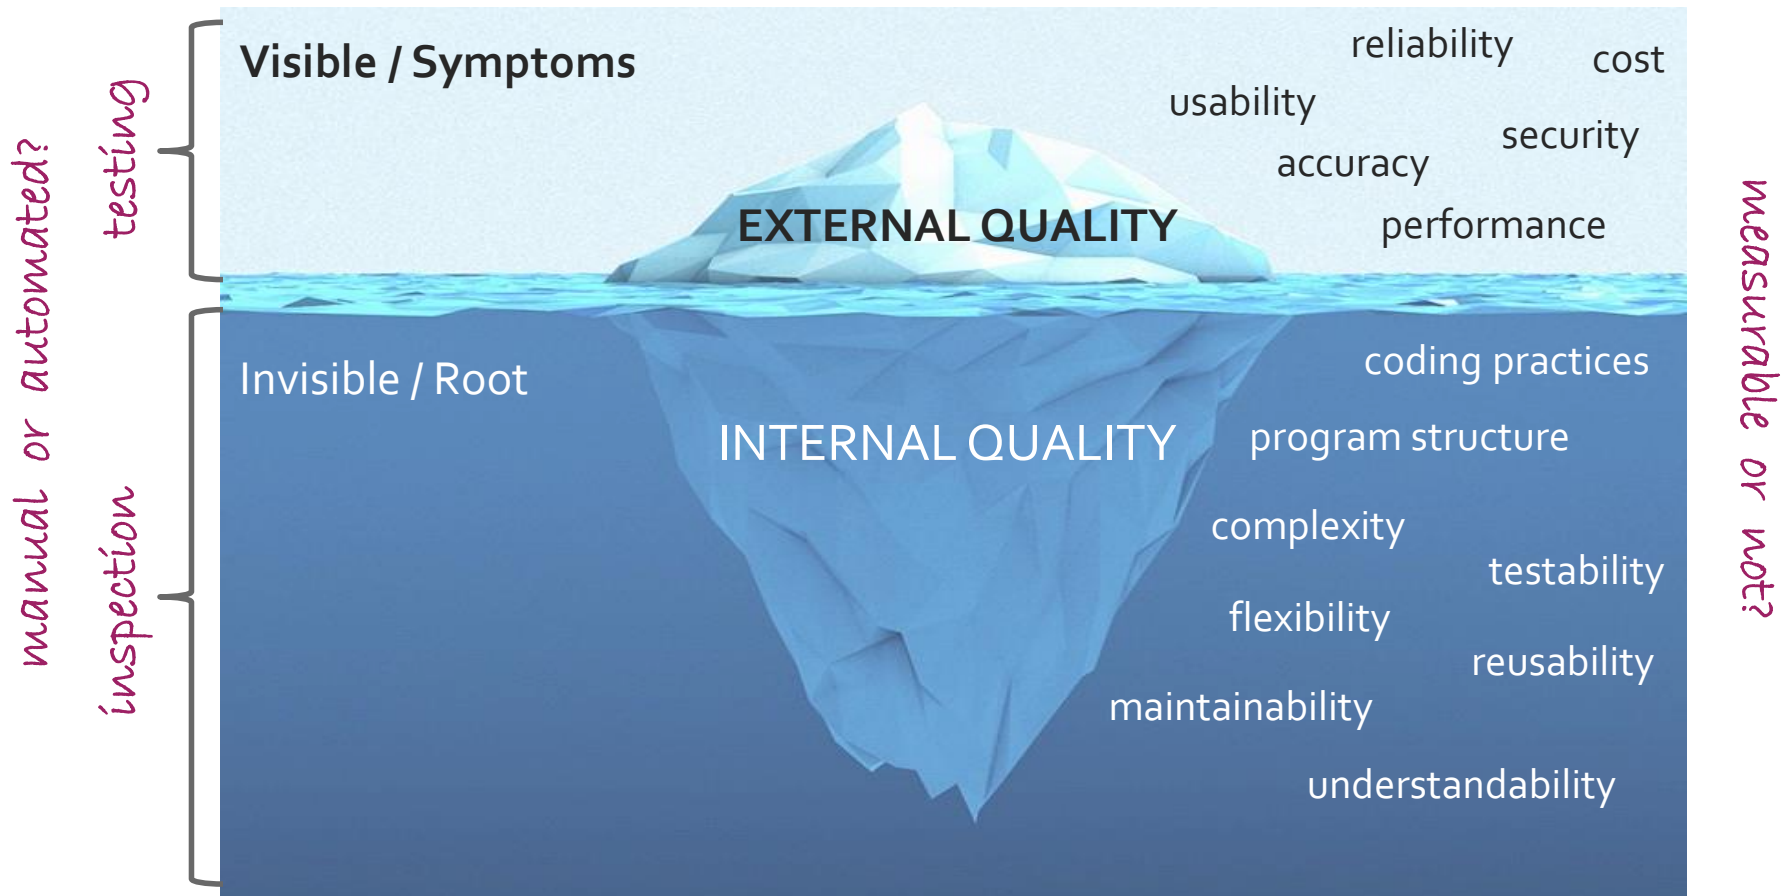 manual or automated?
testing
inspection
Visible / Symptoms
reliability
cost
usability
security
accuracy
EXTERNAL QUALITY
performance
Invisible / Root
coding practices
INTERNAL QUALITY
program structure
complexity
testability
flexibility
reusability
maintainability
understandability
measurable or not?